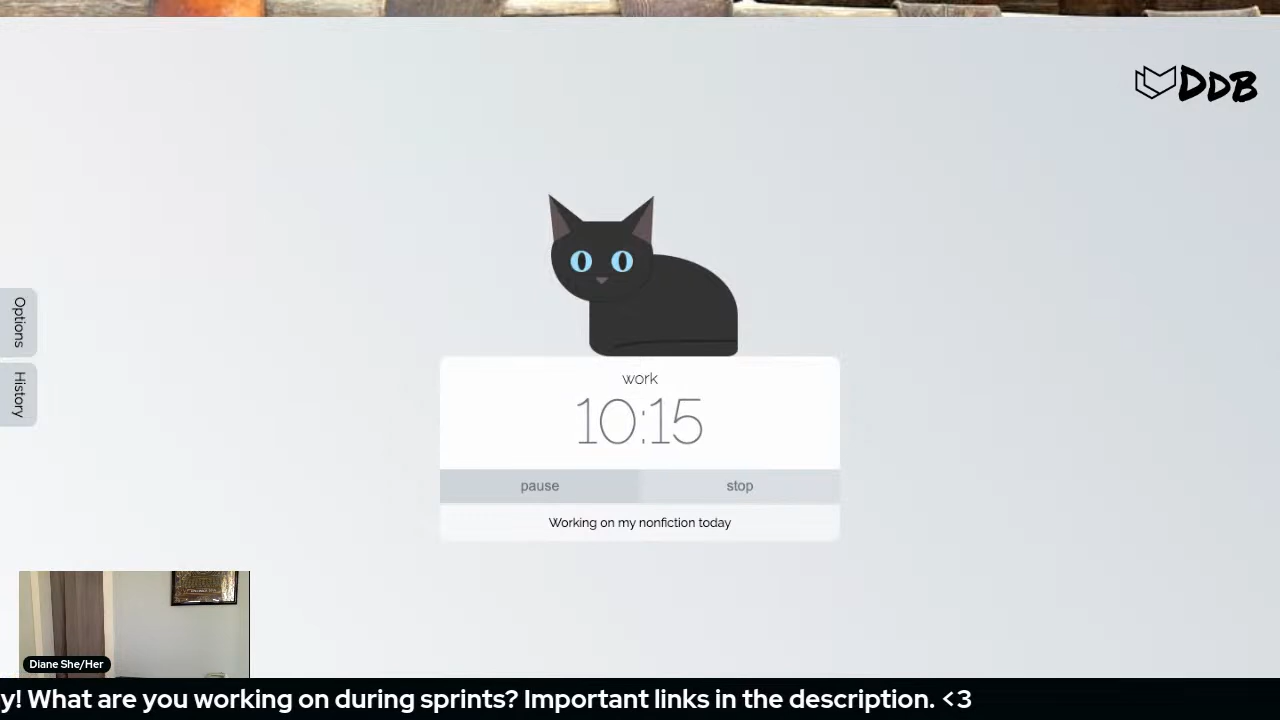 DDB
Options
History
work
10:15
pause
stop
Working on my nonfiction today
Diane She/Her
y! What are you working on during sprints? Important links in the description. <3